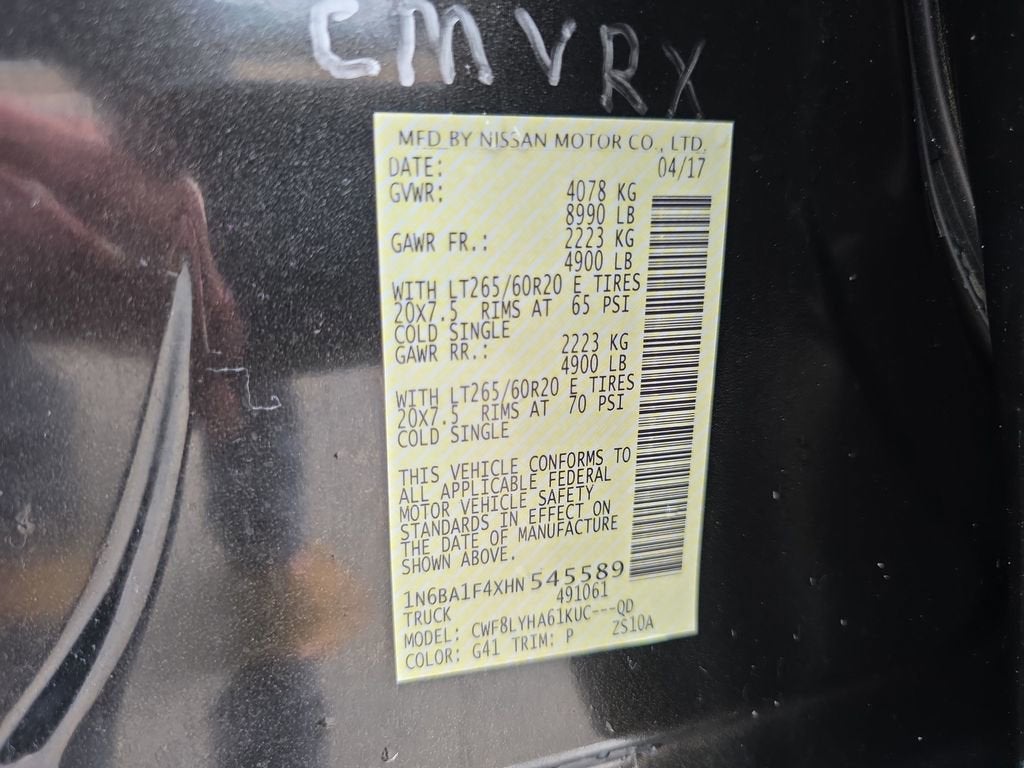 CMVRX
MFD BY NISSAN MOTOR CO., LTD.
DATE: 04/17
GVWR: 4078 KG
8990 LB
GAWR FR.: 2223 KG
4900 LB
WITH LT265/60R20 E TIRES
20X7.5 RIMS AT 65 PSI
COLD SINGLE
GAWR RR.: 2223 KG
4900 LB
WITH LT265/60R20 E TIRES
20X7.5 RIMS AT 70 PSI
COLD SINGLE
THIS VEHICLE CONFORMS TO
ALL APPLICABLE FEDERAL
MOTOR VEHICLE SAFETY
STANDARDS IN EFFECT ON
THE DATE OF MANUFACTURE
SHOWN ABOVE.
1N6BA1F4XHN545589
TRUCK 491061
MODEL: CWF8LYHA61KUC---QD
COLOR: G41 TRIM: P ZS10A